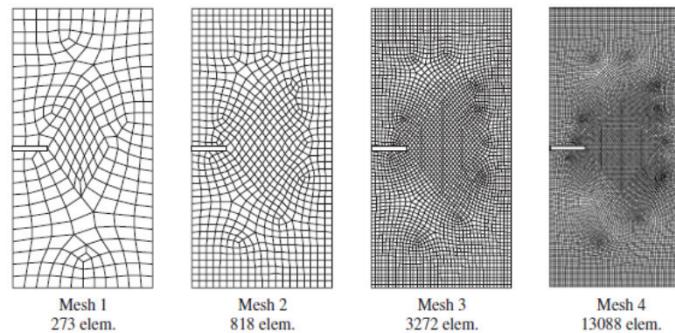 Mesh 1
273 elem.
Mesh 2
818 elem.
Mesh 3
3272 elem.
Mesh 4
13088 elem.